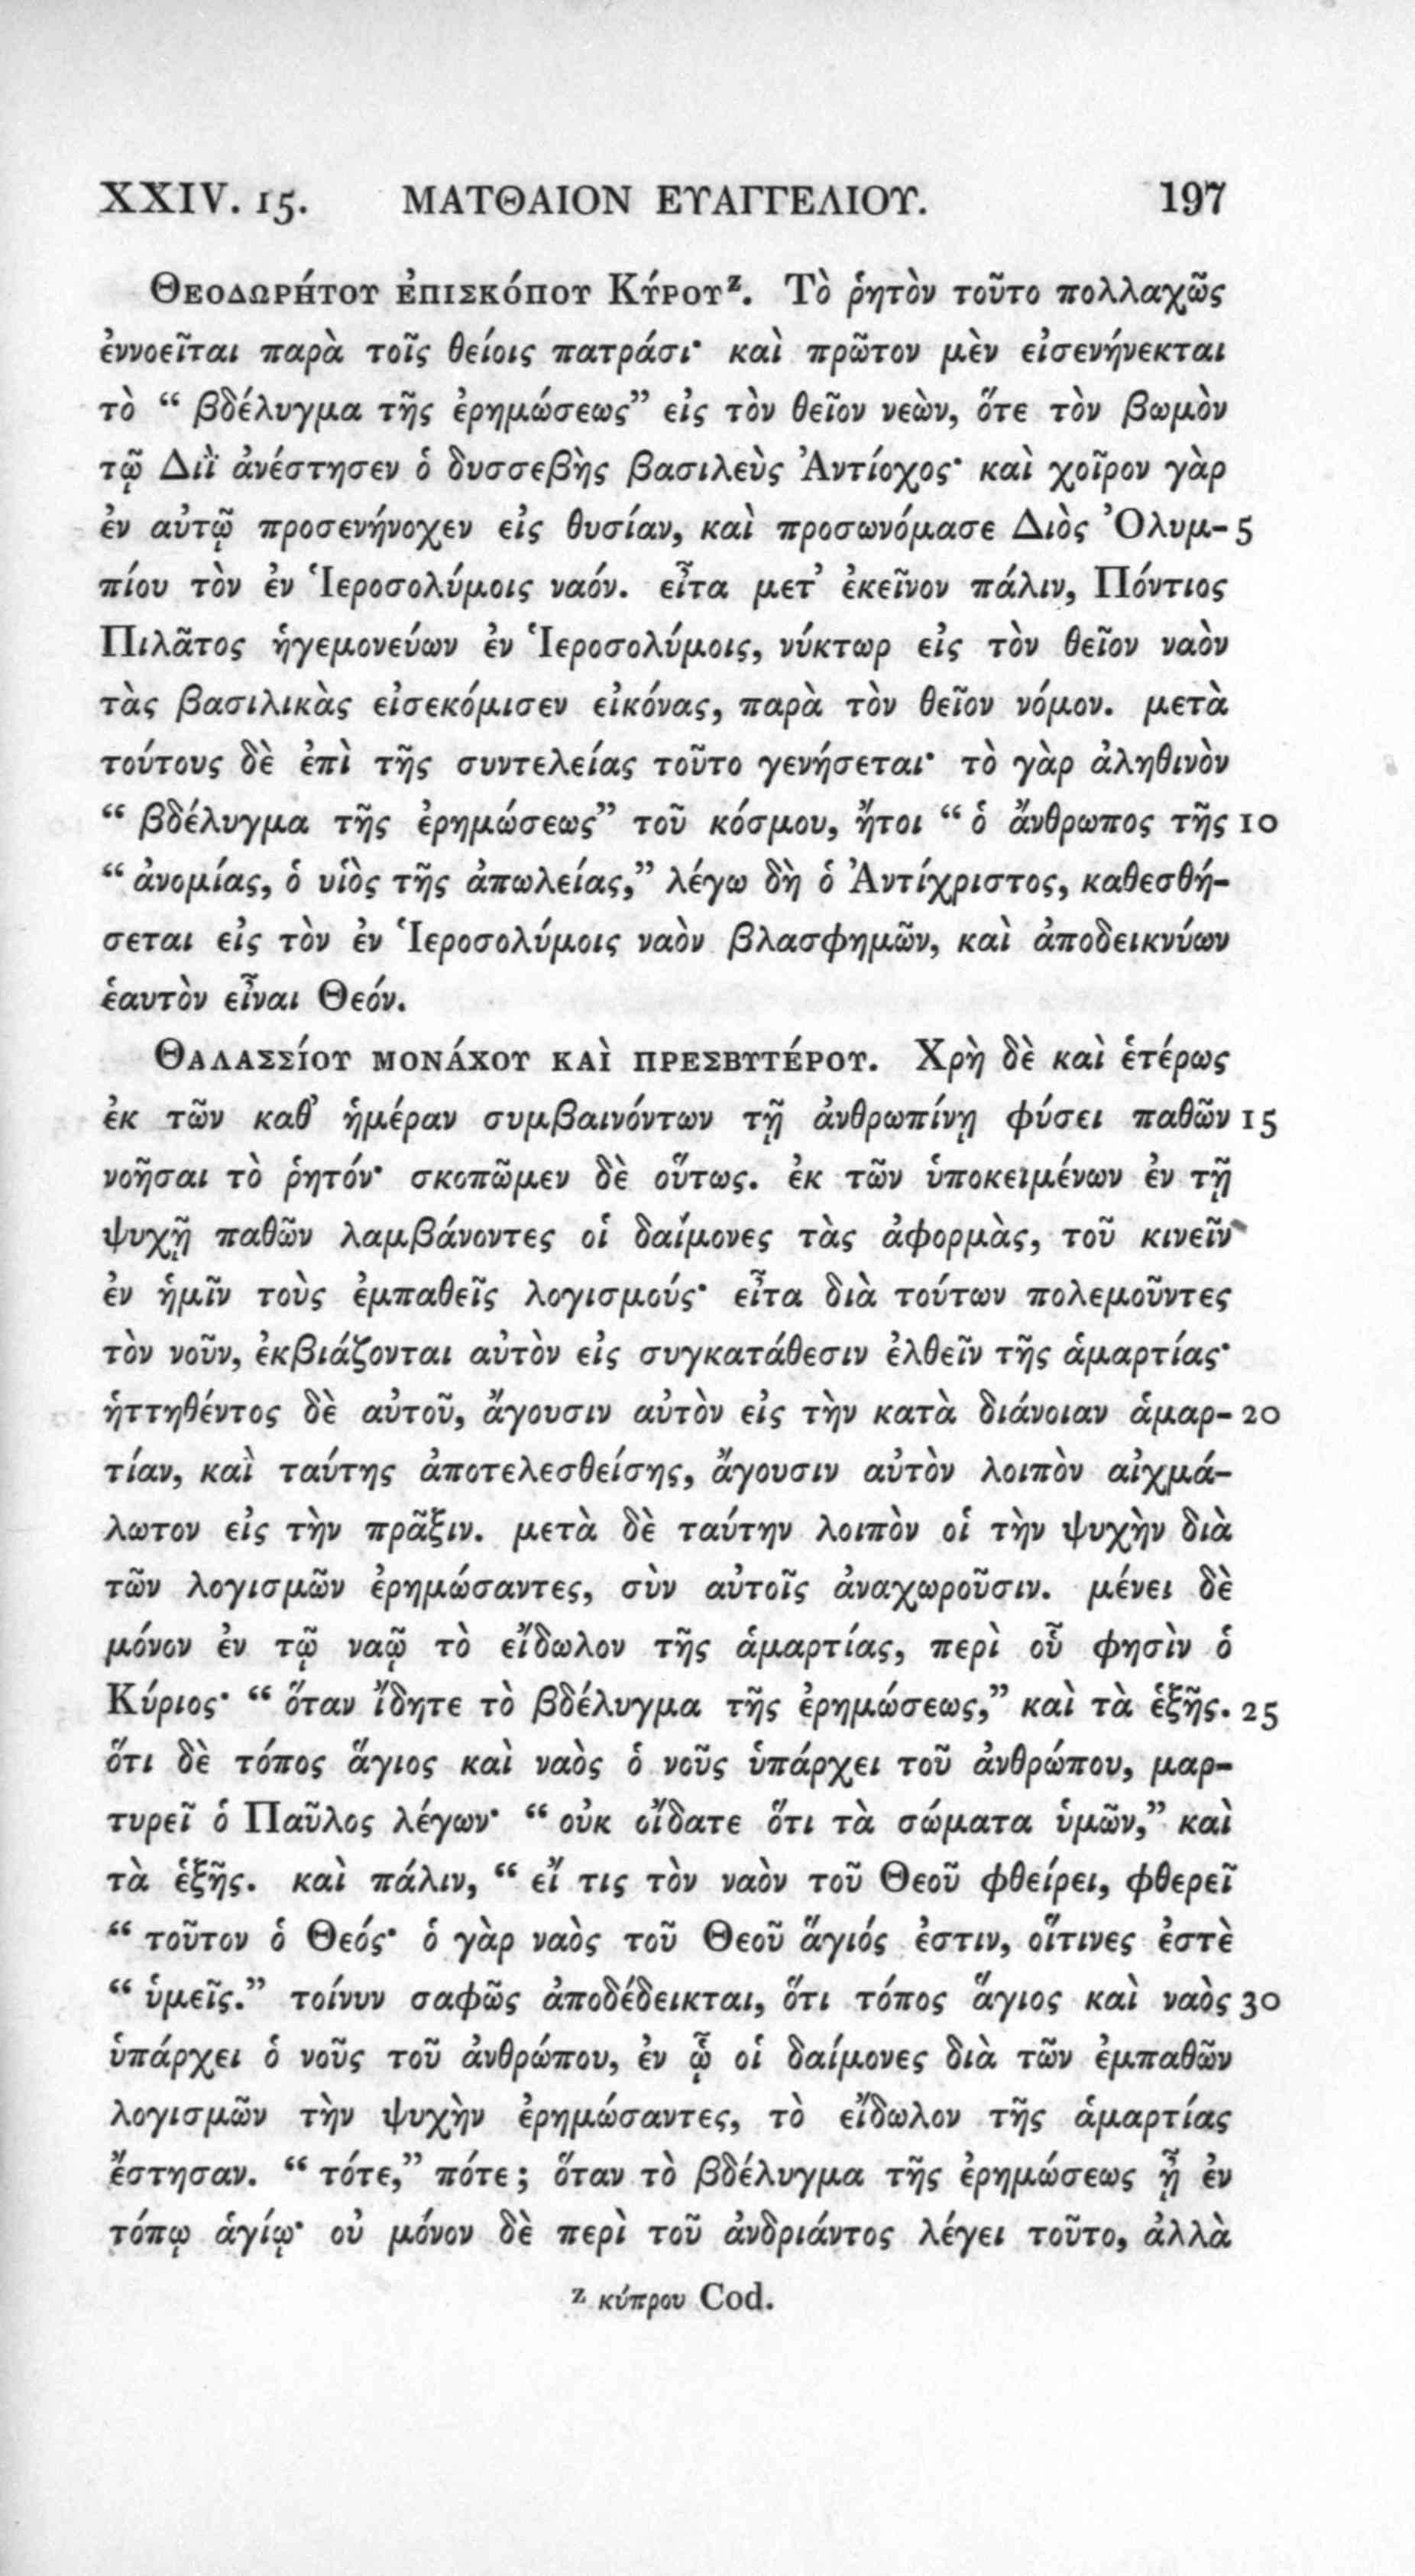 XXIV. 15. ΜΑΤΘΑΙΟΝ ΕΥΑΓΓΕΛΙΟΥ. 197
Θεοδωρήτου ἐπισκόπου Κύρου z. Τὸ ῥητὸν τοῦτο πολλαχῶς
ἐννοεῖται παρὰ τοῖς θείοις πατράσι· καὶ πρῶτον μὲν εἰσενήνεκται
τὸ “ βδέλυγμα τῆς ἐρημώσεως” εἰς τὸν θεῖον νεὼν, ὅτε τὸν βωμὸν
τῷ Διῒ ἀνέστησεν ὁ δυσσεβὴς βασιλεὺς Ἀντίοχος· καὶ χοῖρον γὰρ
ἐν αὐτῷ προσενήνοχεν εἰς θυσίαν, καὶ προσωνόμασε Διὸς Ὀλυμ- 5
πίου τὸν ἐν Ἱεροσολύμοις ναόν. εἶτα μετ’ ἐκεῖνον πάλιν, Πόντιος
Πιλᾶτος ἡγεμονεύων ἐν Ἱεροσολύμοις, νύκτωρ εἰς τὸν θεῖον ναὸν
τὰς βασιλικὰς εἰσεκόμισεν εἰκόνας, παρὰ τὸν θεῖον νόμον. μετὰ
τούτους δὲ ἐπὶ τῆς συντελείας τοῦτο γενήσεται· τὸ γὰρ ἀληθινὸν
“ βδέλυγμα τῆς ἐρημώσεως” τοῦ κόσμου, ἤτοι “ ὁ ἄνθρωπος τῆς 10
“ ἀνομίας, ὁ υἱὸς τῆς ἀπωλείας,” λέγω δὴ ὁ Ἀντίχριστος, καθεσθή-
σεται εἰς τὸν ἐν Ἱεροσολύμοις ναὸν βλασφημῶν, καὶ ἀποδεικνύων
ἑαυτὸν εἶναι Θεόν.
Θαλασσίου μονάχου καὶ πρεσβυτέρου. Χρὴ δὲ καὶ ἑτέρως
ἐκ τῶν καθ’ ἡμέραν συμβαινόντων τῇ ἀνθρωπίνῃ φύσει παθῶν 15
νοῆσαι τὸ ῥητόν· σκοπῶμεν δὲ οὕτως. ἐκ τῶν ὑποκειμένων ἐν τῇ
ψυχῇ παθῶν λαμβάνοντες οἱ δαίμονες τὰς ἀφορμὰς, τοῦ κινεῖν
ἐν ἡμῖν τοὺς ἐμπαθεῖς λογισμούς· εἶτα διὰ τούτων πολεμοῦντες
τὸν νοῦν, ἐκβιάζονται αὐτὸν εἰς συγκατάθεσιν ἐλθεῖν τῆς ἁμαρτίας·
ἡττηθέντος δὲ αὐτοῦ, ἄγουσιν αὐτὸν εἰς τὴν κατὰ διάνοιαν ἁμαρ- 20
τίαν, καὶ ταύτης ἀποτελεσθείσης, ἄγουσιν αὐτὸν λοιπὸν αἰχμά-
λωτον εἰς τὴν πρᾶξιν. μετὰ δὲ ταύτην λοιπὸν οἱ τὴν ψυχὴν διὰ
τῶν λογισμῶν ἐρημώσαντες, σὺν αὐτοῖς ἀναχωροῦσιν. μένει δὲ
μόνον ἐν τῷ ναῷ τὸ εἴδωλον τῆς ἁμαρτίας, περὶ οὗ φησὶν ὁ
Κύριος· “ ὅταν ἴδητε τὸ βδέλυγμα τῆς ἐρημώσεως,” καὶ τὰ ἑξῆς. 25
ὅτι δὲ τόπος ἅγιος καὶ ναὸς ὁ νοῦς ὑπάρχει τοῦ ἀνθρώπου, μαρ-
τυρεῖ ὁ Παῦλος λέγων· “ οὐκ οἴδατε ὅτι τὰ σώματα ὑμῶν,” καὶ
τὰ ἑξῆς. καὶ πάλιν, “ εἴ τις τὸν ναὸν τοῦ Θεοῦ φθείρει, φθερεῖ
“ τοῦτον ὁ Θεός· ὁ γὰρ ναὸς τοῦ Θεοῦ ἅγιός ἐστιν, οἵτινες ἐστὲ
“ ὑμεῖς.” τοίνυν σαφῶς ἀποδέδεικται, ὅτι τόπος ἅγιος καὶ ναὸς 30
ὑπάρχει ὁ νοῦς τοῦ ἀνθρώπου, ἐν ᾧ οἱ δαίμονες διὰ τῶν ἐμπαθῶν
λογισμῶν τὴν ψυχὴν ἐρημώσαντες, τὸ εἴδωλον τῆς ἁμαρτίας
ἔστησαν. “ τότε,” πότε; ὅταν τὸ βδέλυγμα τῆς ἐρημώσεως ᾖ ἐν
τόπῳ ἁγίῳ· οὐ μόνον δὲ περὶ τοῦ ἀνδριάντος λέγει τοῦτο, ἀλλὰ
z κύπρου Cod.